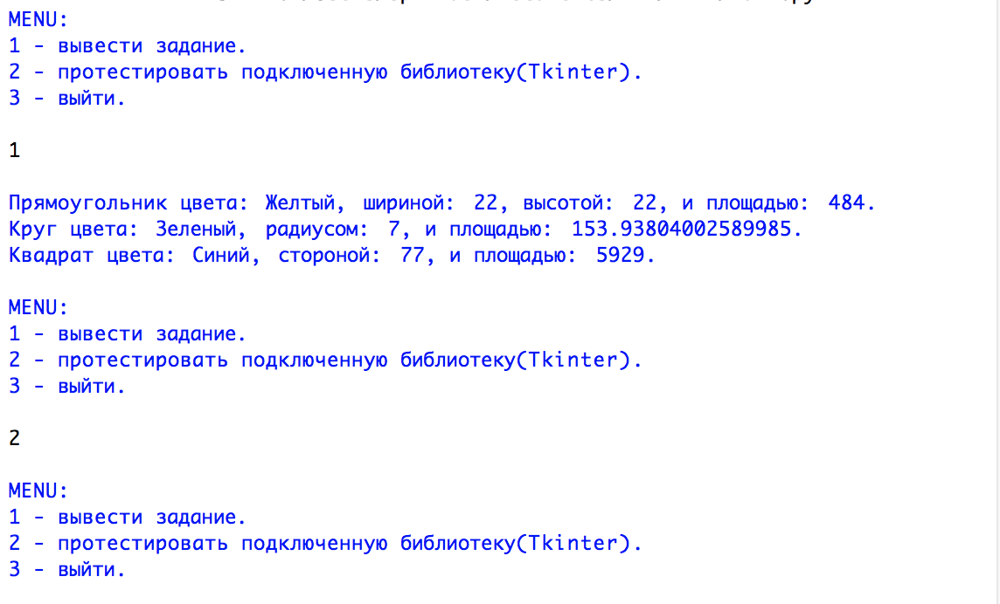 MENU:
1 - вывести задание.
2 - протестировать подключенную библиотеку(Tkinter).
3 - выйти.
1
Прямоугольник цвета: Желтый, шириной: 22, высотой: 22, и площадью: 484.
Круг цвета: Зеленый, радиусом: 7, и площадью: 153.93804002589985.
Квадрат цвета: Синий, стороной: 77, и площадью: 5929.
MENU:
1 - вывести задание.
2 - протестировать подключенную библиотеку(Tkinter).
3 - выйти.
2
MENU:
1 - вывести задание.
2 - протестировать подключенную библиотеку(Tkinter).
3 - выйти.